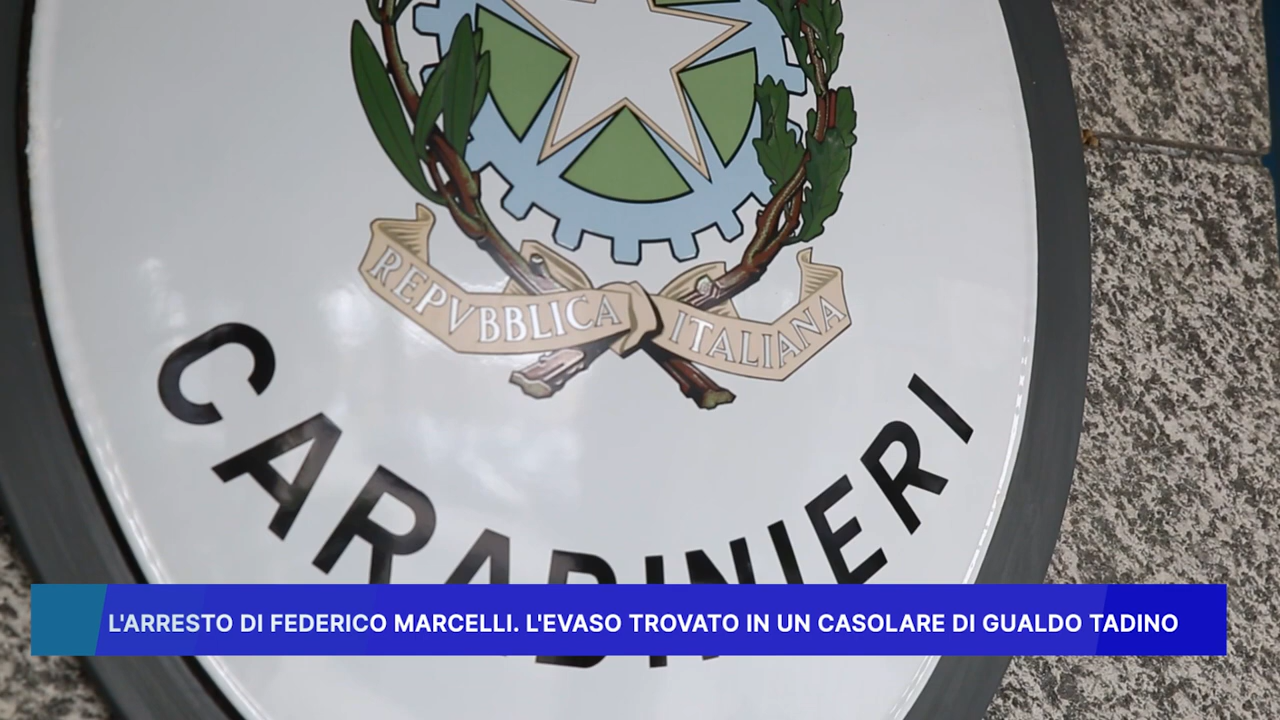 REPVBBLICA ITALIANA
CARABINIERI
L'ARRESTO DI FEDERICO MARCELLI. L'EVASO TROVATO IN UN CASOLARE DI GUALDO TADINO